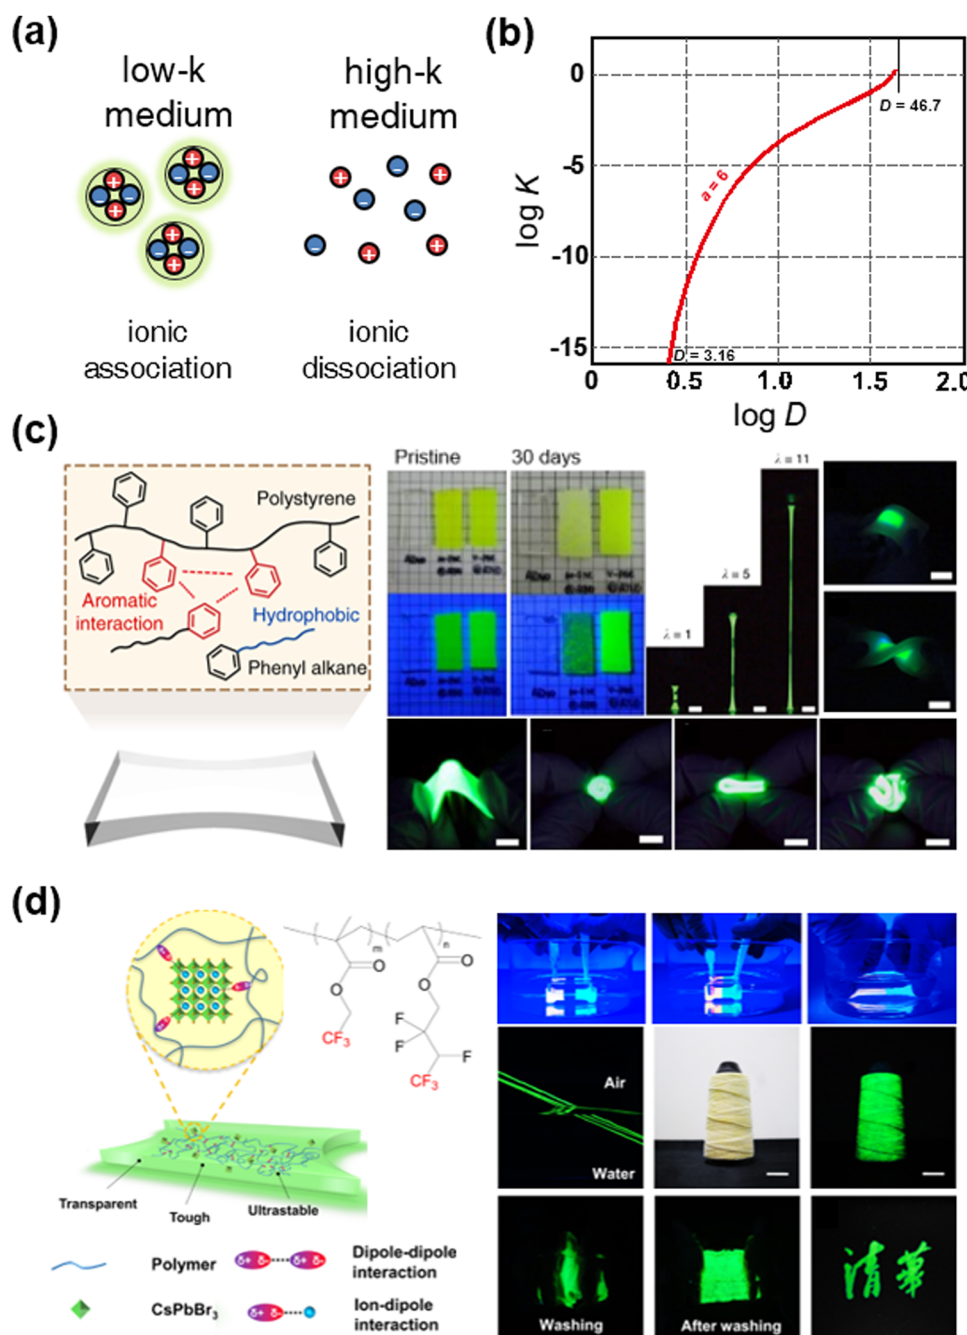 (a)
low-k
medium
high-k
medium
ionic
association
ionic
dissociation
(b)
log K
0
-5
-10
-15
a = 6
D = 46.7
D = 3.16
0
0.5
1.0
1.5
2.0
log D
(c)
Polystyrene
Aromatic
interaction
Hydrophobic
Phenyl alkane
Pristine
30 days
λ = 1
λ = 5
λ = 11
(d)
m
n
O
O
O
O
CF3
F
F
F
CF3
Transparent
Tough
Ultrastable
Polymer
CsPbBr3
δ+ δ- δ+ δ-
Dipole-dipole
interaction
δ+ δ-
Ion-dipole
interaction
Air
Water
Washing
After washing
清華